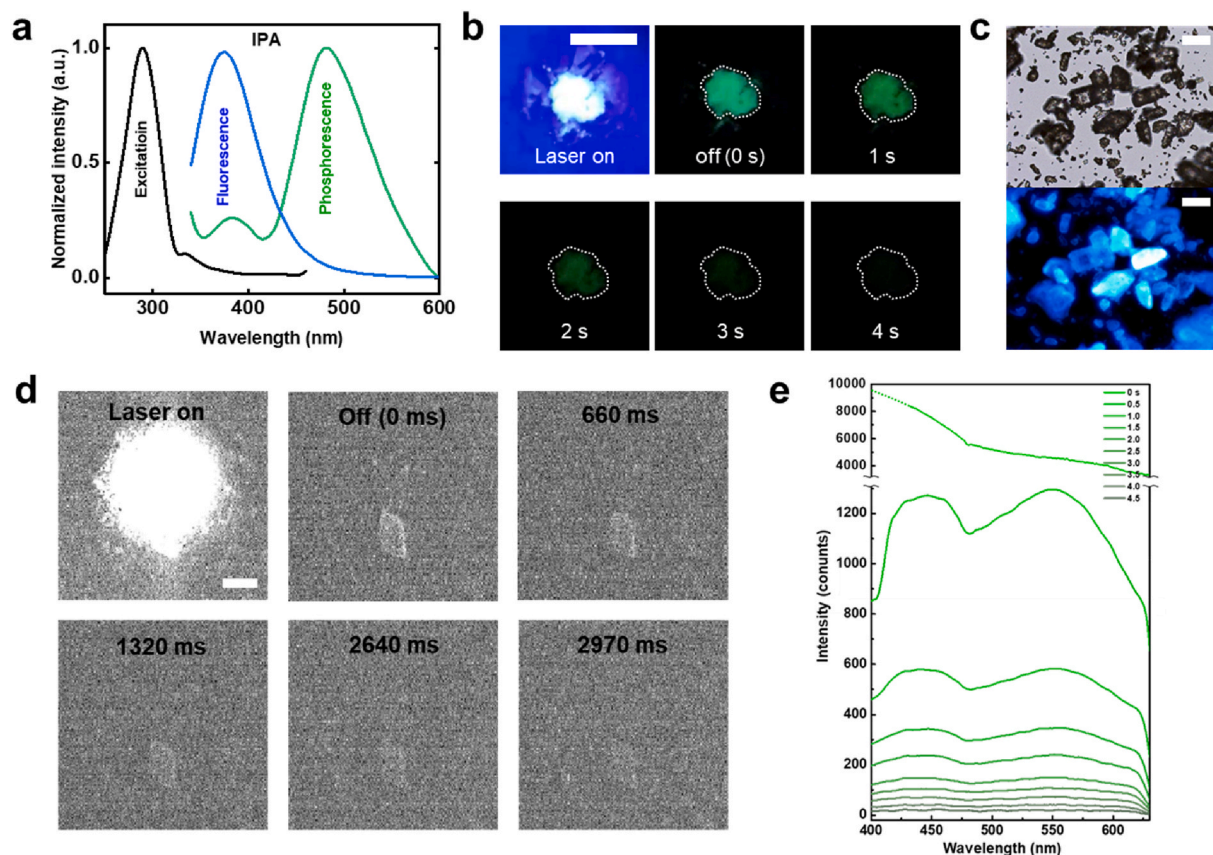 a
IPA
Normalized intensity (a.u.)
1.0
0.5
0.0
Excitatioin
Fluorescence
Phosphorescence
300
400
500
600
Wavelength (nm)
b
Laser on
off (0 s)
1 s
2 s
3 s
4 s
c
d
Laser on
Off (0 ms)
660 ms
1320 ms
2640 ms
2970 ms
e
Intensity (conunts)
10000
8000
6000
4000
1200
1000
800
600
400
200
0
0 s
0.5
1.0
1.5
2.0
2.5
3.0
3.5
4.0
4.5
400
450
500
550
600
Wavelength (nm)